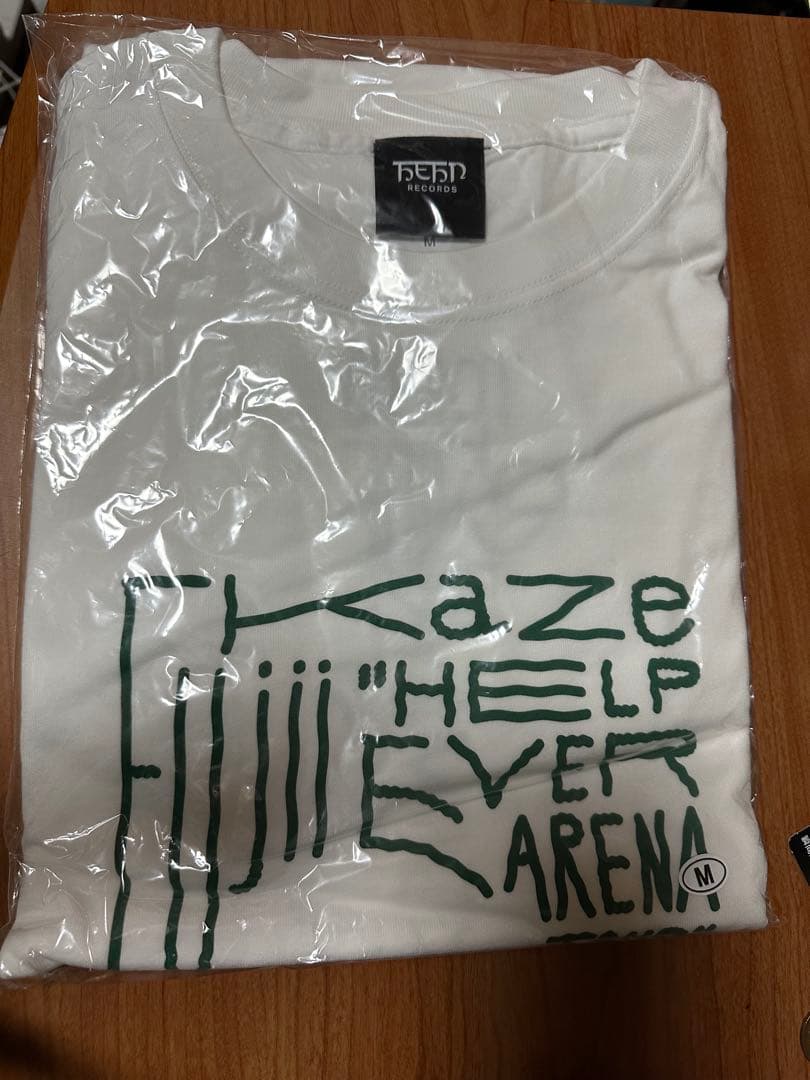 HEHN
RECORDS
M
Fujii Kaze
"HELP
EVER
ARENA
M